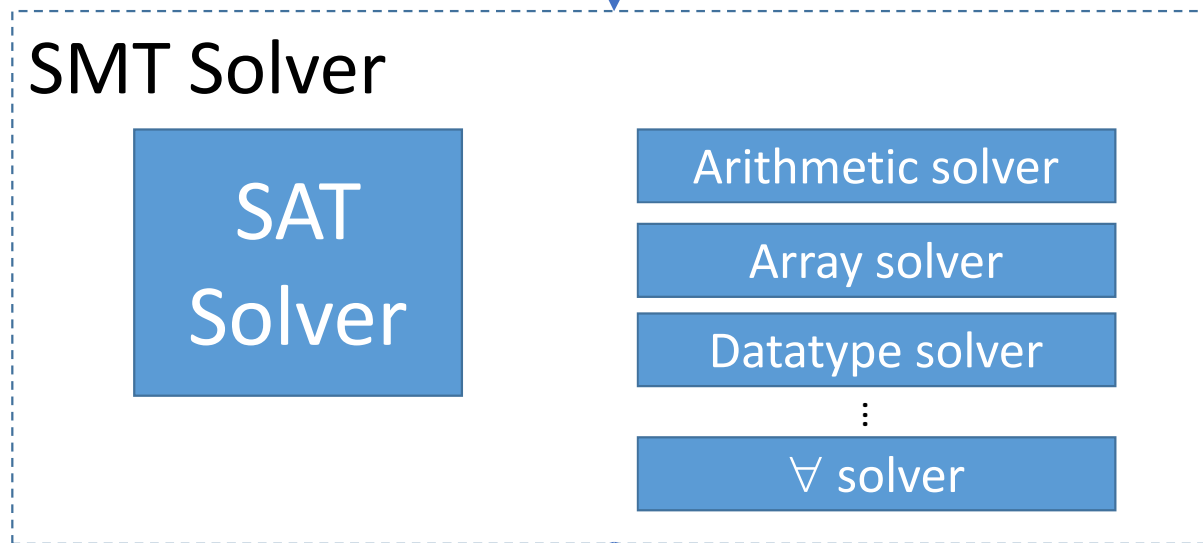 SMT Solver
SAT
Solver
Arithmetic solver
Array solver
Datatype solver
⋮
∀ solver